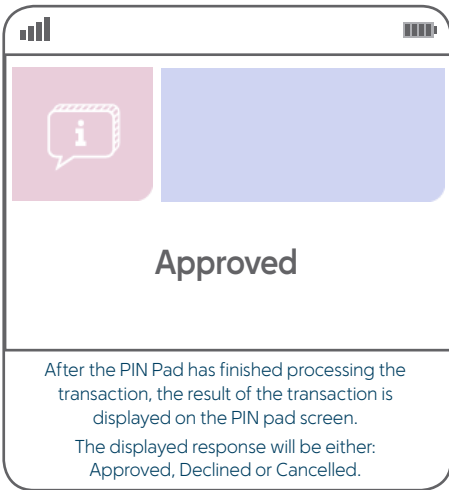 Approved
After the PIN Pad has finished processing the
transaction, the result of the transaction is
displayed on the PIN pad screen.
The displayed response will be either:
Approved, Declined or Cancelled.